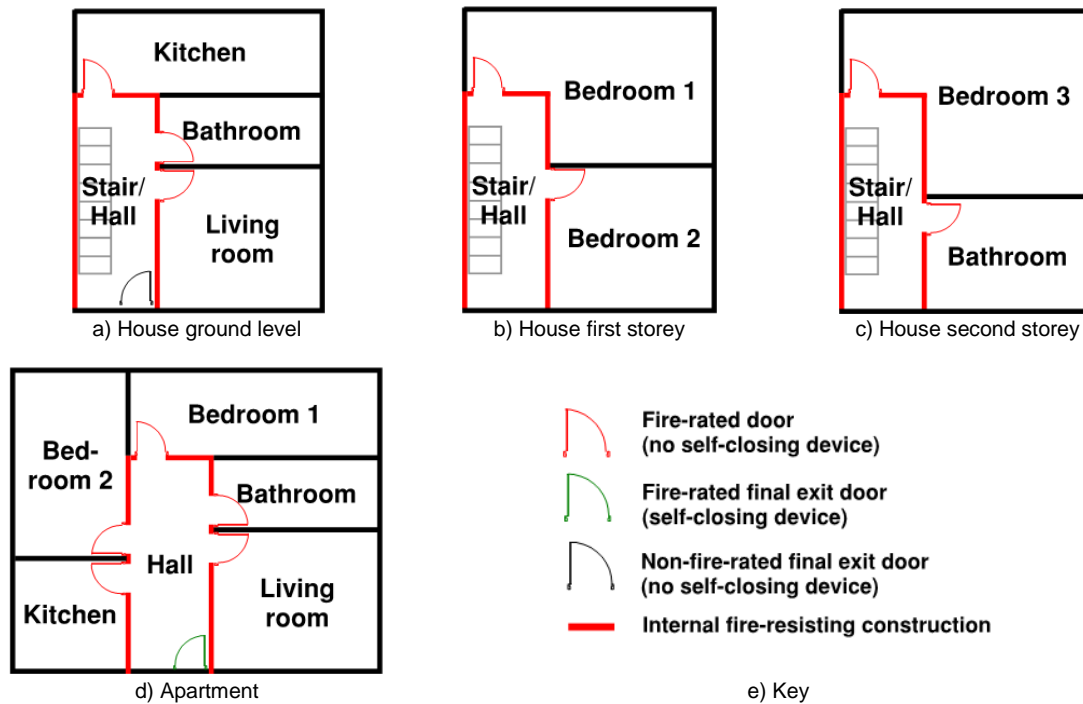 Kitchen
Bathroom
Stair/
Hall
Living
room
a) House ground level
Bedroom 1
Stair/
Hall
Bedroom 2
b) House first storey
Bedroom 3
Stair/
Hall
Bathroom
c) House second storey
Bedroom 1
Bed-
room 2
Bathroom
Hall
Living
room
Kitchen
d) Apartment
Fire-rated door
(no self-closing device)
Fire-rated final exit door
(self-closing device)
Non-fire-rated final exit door
(no self-closing device)
Internal fire-resisting construction
e) Key